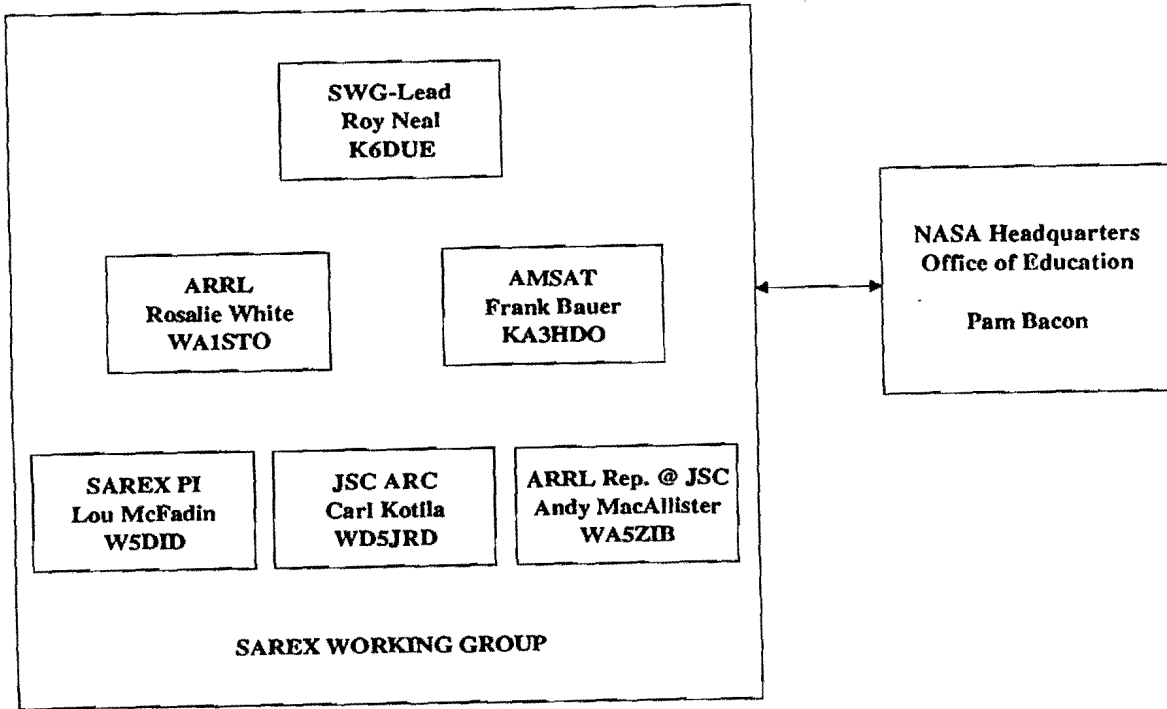 SWG-Lead
Roy Neal
K6DUE
ARRL
Rosalie White
WA1STO
AMSAT
Frank Bauer
KA3HDO
SAREX PI
Lou McFadin
W5DID
JSC ARC
Carl Kotila
WD5JRD
ARRL Rep. @ JSC
Andy MacAllister
WA5ZIB
SAREX WORKING GROUP
NASA Headquarters
Office of Education
Pam Bacon